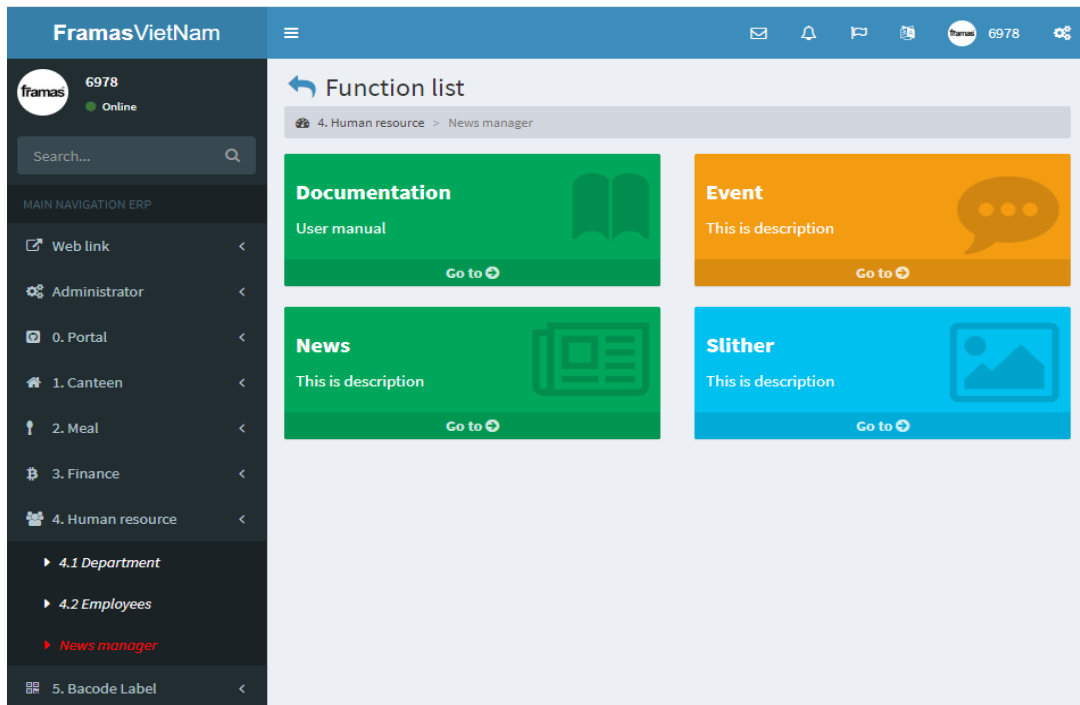 FramasVietNam
framas 6978
framas
6978
Online
Search...
MAIN NAVIGATION ERP
Web link
Administrator
0. Portal
1. Canteen
2. Meal
3. Finance
4. Human resource
4.1 Department
4.2 Employees
News manager
5. Bacode Label
Function list
4. Human resource > News manager
Documentation
User manual
Go to
Event
This is description
Go to
News
This is description
Go to
Slither
This is description
Go to